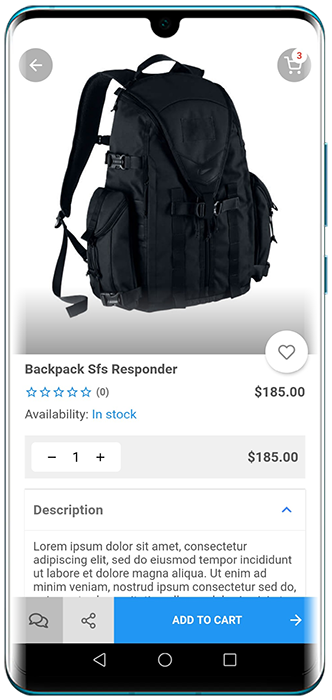 3
Backpack Sfs Responder
(0)
$185.00
Availability: In stock
− 1 +
$185.00
Description
Lorem ipsum dolor sit amet, consectetur
adipiscing elit, sed do eiusmod tempor incididunt
ut labore et dolore magna aliqua. Ut enim ad
minim veniam, nostrud ipsum consectetur sed do,
ADD TO CART